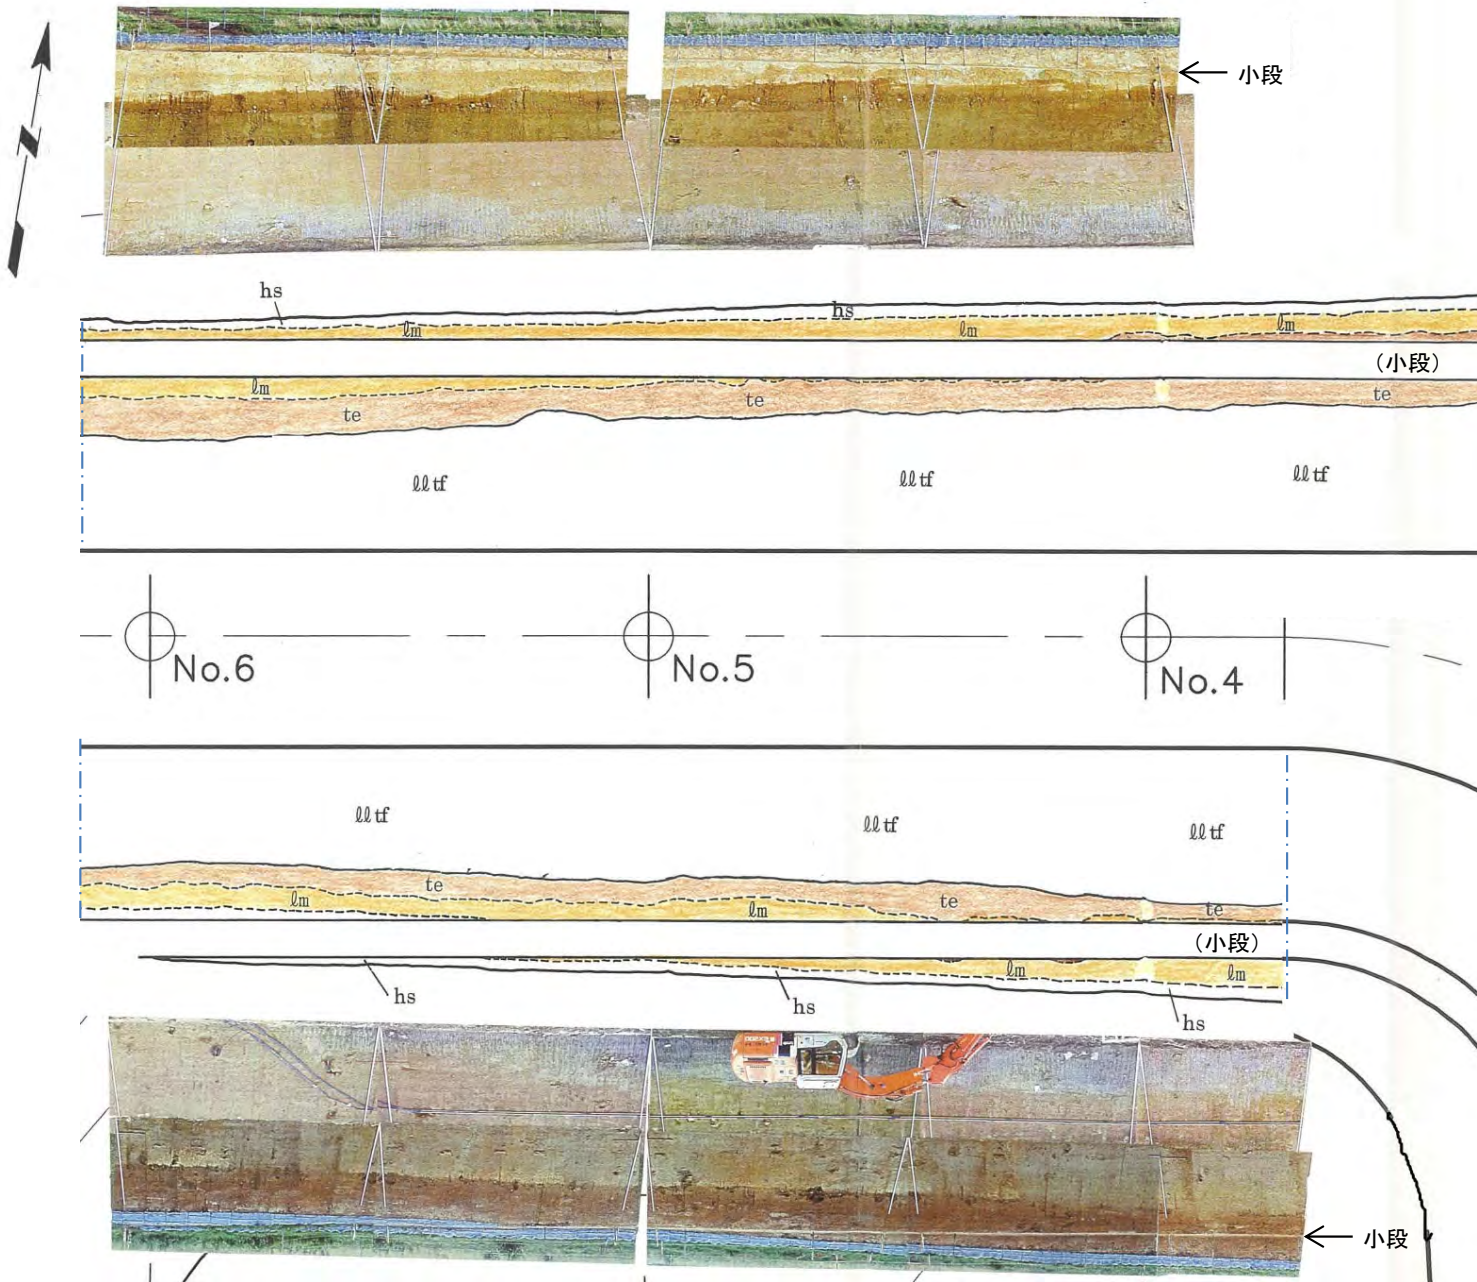 小段
N
hs
hs
ℓm
ℓm
ℓm
(小段)
ℓm
te
te
te
ℓℓtf
ℓℓtf
ℓℓtf
No.6
No.5
No.4
ℓℓtf
ℓℓtf
ℓℓtf
te
te
te
ℓm
ℓm
(小段)
ℓm
ℓm
hs
hs
hs
小段